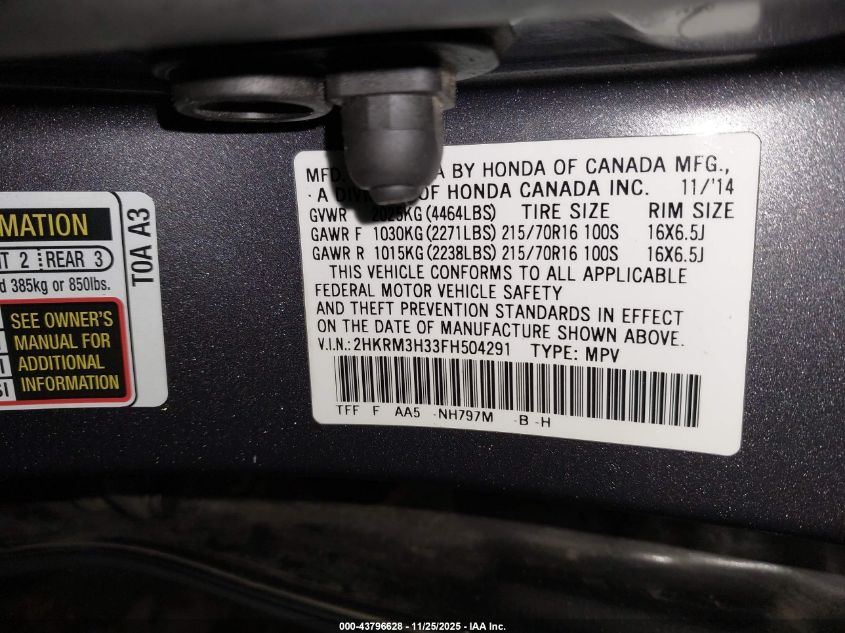 MATION
2 REAR 3
385kg or 850lbs.
SEE OWNER'S
MANUAL FOR
ADDITIONAL
INFORMATION
T0A A3
MFD. BY HONDA OF CANADA MFG.,
A OF HONDA CANADA INC. 11/'14
GVWR 2025KG (4464LBS) TIRE SIZE RIM SIZE
GAWR F 1030KG (2271LBS) 215/70R16 100S 16X6.5J
GAWR R 1015KG (2238LBS) 215/70R16 100S 16X6.5J
THIS VEHICLE CONFORMS TO ALL APPLICABLE
FEDERAL MOTOR VEHICLE SAFETY
AND THEFT PREVENTION STANDARDS IN EFFECT
ON THE DATE OF MANUFACTURE SHOWN ABOVE.
V.I.N.: 2HKRM3H33FH504291 TYPE: MPV
TFF F AA5 -NH797M -B -H
000-43796628 - 11/25/2025 - IAA Inc.